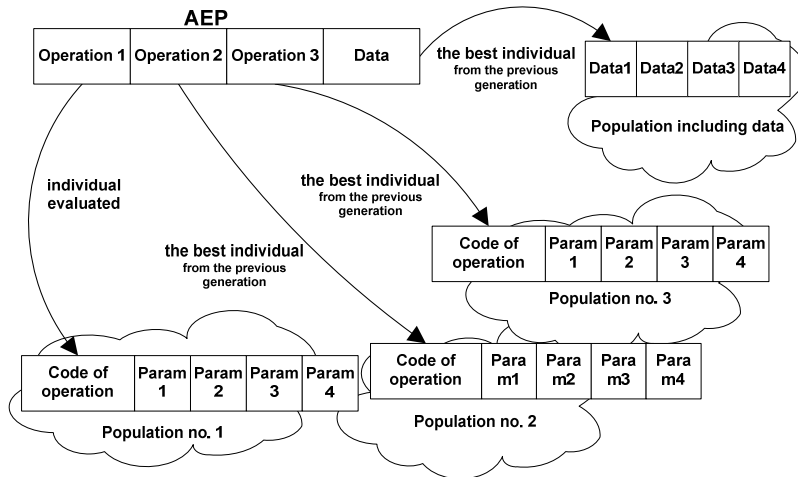 AEP
Operation 1 Operation 2 Operation 3 Data
the best individual
from the previous
generation
Data1 Data2 Data3 Data4
Population including data
individual
evaluated
the best individual
from the previous
generation
the best individual
from the previous
generation
Code of
operation
Param
1
Param
2
Param
3
Param
4
Population no. 3
Code of
operation
Param
1
Param
2
Param
3
Param
4
Population no. 1
Code of
operation
Para
m1
Para
m2
Para
m3
Para
m4
Population no. 2